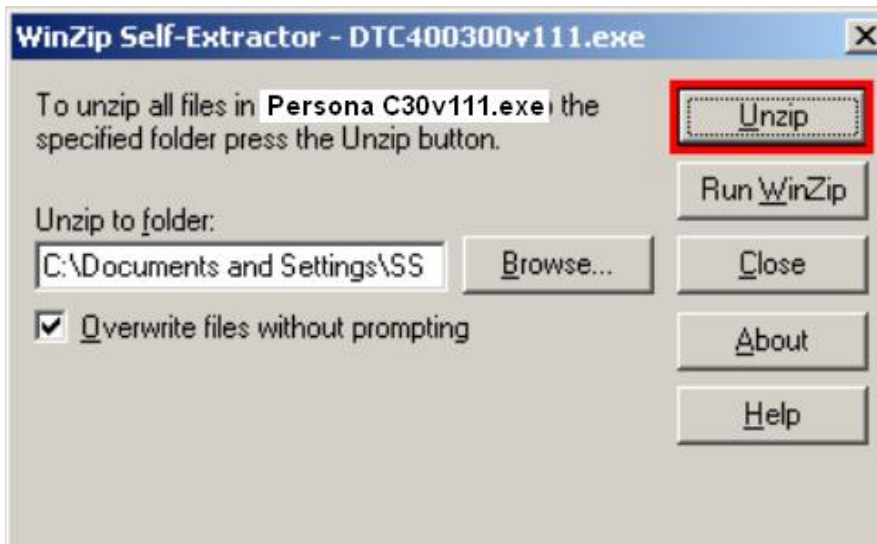 WinZip Self-Extractor - DTC400300v111.exe
To unzip all files in Persona C30v111.exe the
specified folder press the Unzip button.
Unzip
Run WinZip
Unzip to folder:
C:\Documents and Settings\SS
Browse...
Close
Overwrite files without prompting
About
Help